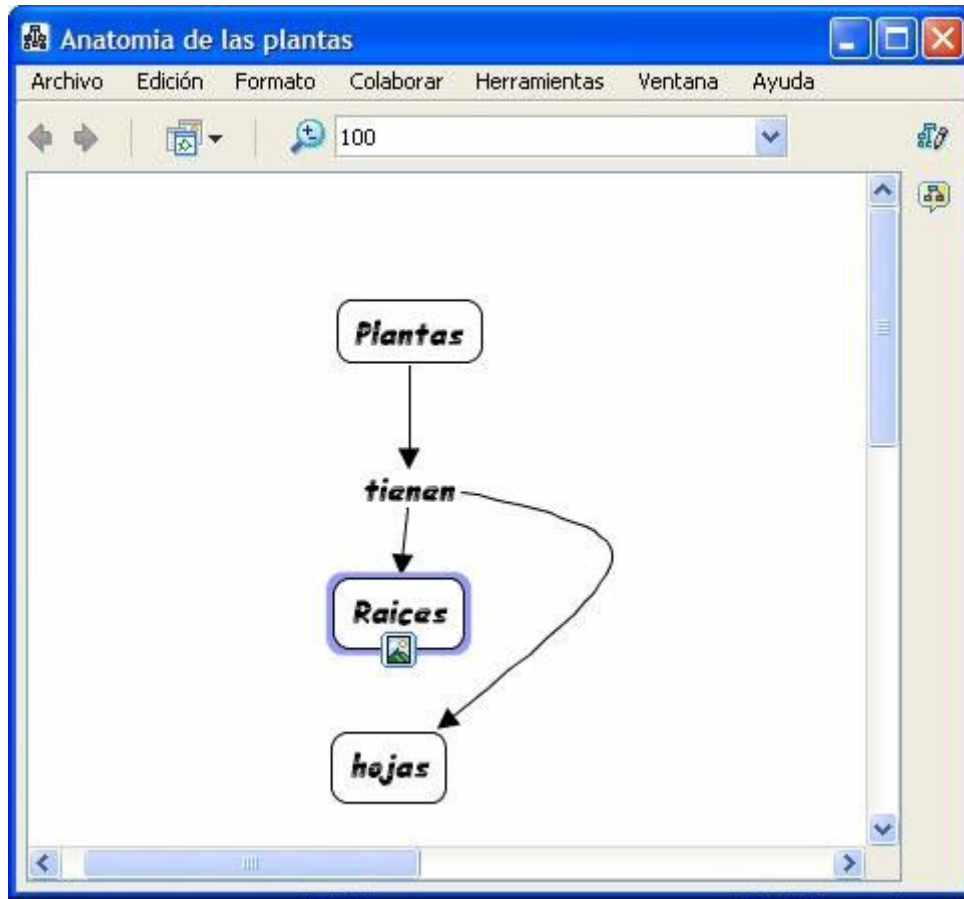 Anatomia de las plantas
Archivo Edición Formato Colaborar Herramientas Ventana Ayuda
100
Plantas
tienen
Raices
hojas